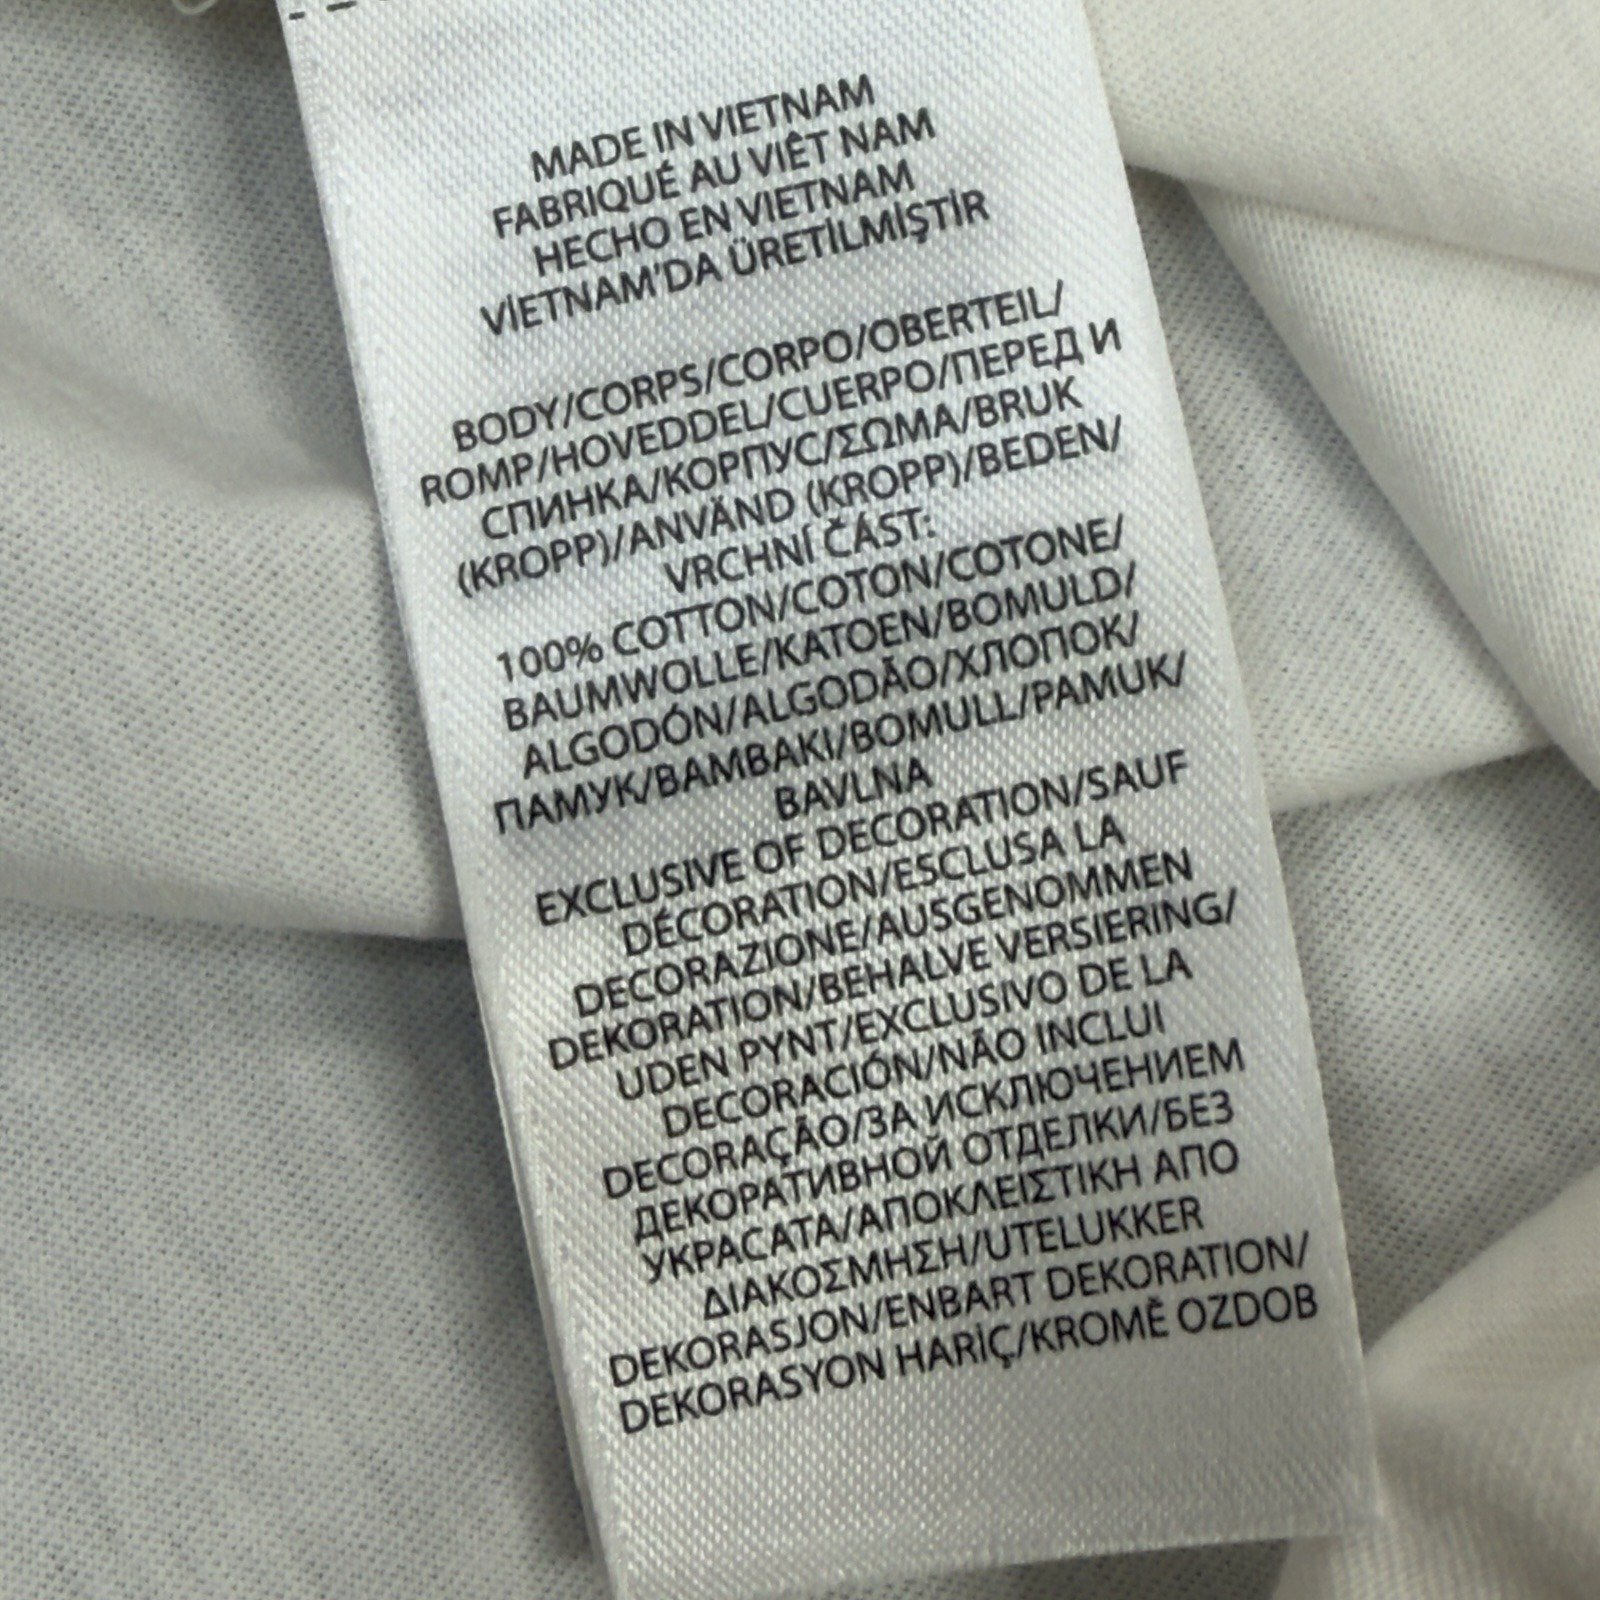 MADE IN VIETNAM
FABRIQUÉ AU VIÊT NAM
HECHO EN VIETNAM
VİETNAM'DA ÜRETİLMİŞTİR
BODY/CORPS/CORPO/OBERTEIL/
ROMP/HOVEDDEL/CUERPO/ПЕРЕД И
СПИНКА/КОРПУС/ΣΩΜΑ/BRUK
(KROPP)/ANVÄND (KROPP)/BEDEN/
VRCHNÍ ČÁST:
100% COTTON/COTON/COTONE/
BAUMWOLLE/KATOEN/BOMULD/
ALGODÓN/ALGODÃO/ХЛОПОК/
ПАМУК/ΒΑΜΒΑΚΙ/BOMULL/PAMUK/
BAVLNA
EXCLUSIVE OF DECORATION/SAUF
DÉCORATION/ESCLUSA LA
DECORAZIONE/AUSGENOMMEN
DEKORATION/BEHALVE VERSIERING/
UDEN PYNT/EXCLUSIVO DE LA
DECORACIÓN/NÃO INCLUI
DECORAÇÃO/ЗА ИСКЛЮЧЕНИЕМ
ДЕКОРАТИВНОЙ ОТДЕЛКИ/БЕЗ
УКРАСАТА/ΑΠΟΚΛΕΙΣΤΙΚΗ ΑΠΟ
ΔΙΑΚΟΣΜΗΣΗ/UTELUKKER
DEKORASJON/ENBART DEKORATION/
DEKORASYON HARİÇ/KROMĚ OZDOB